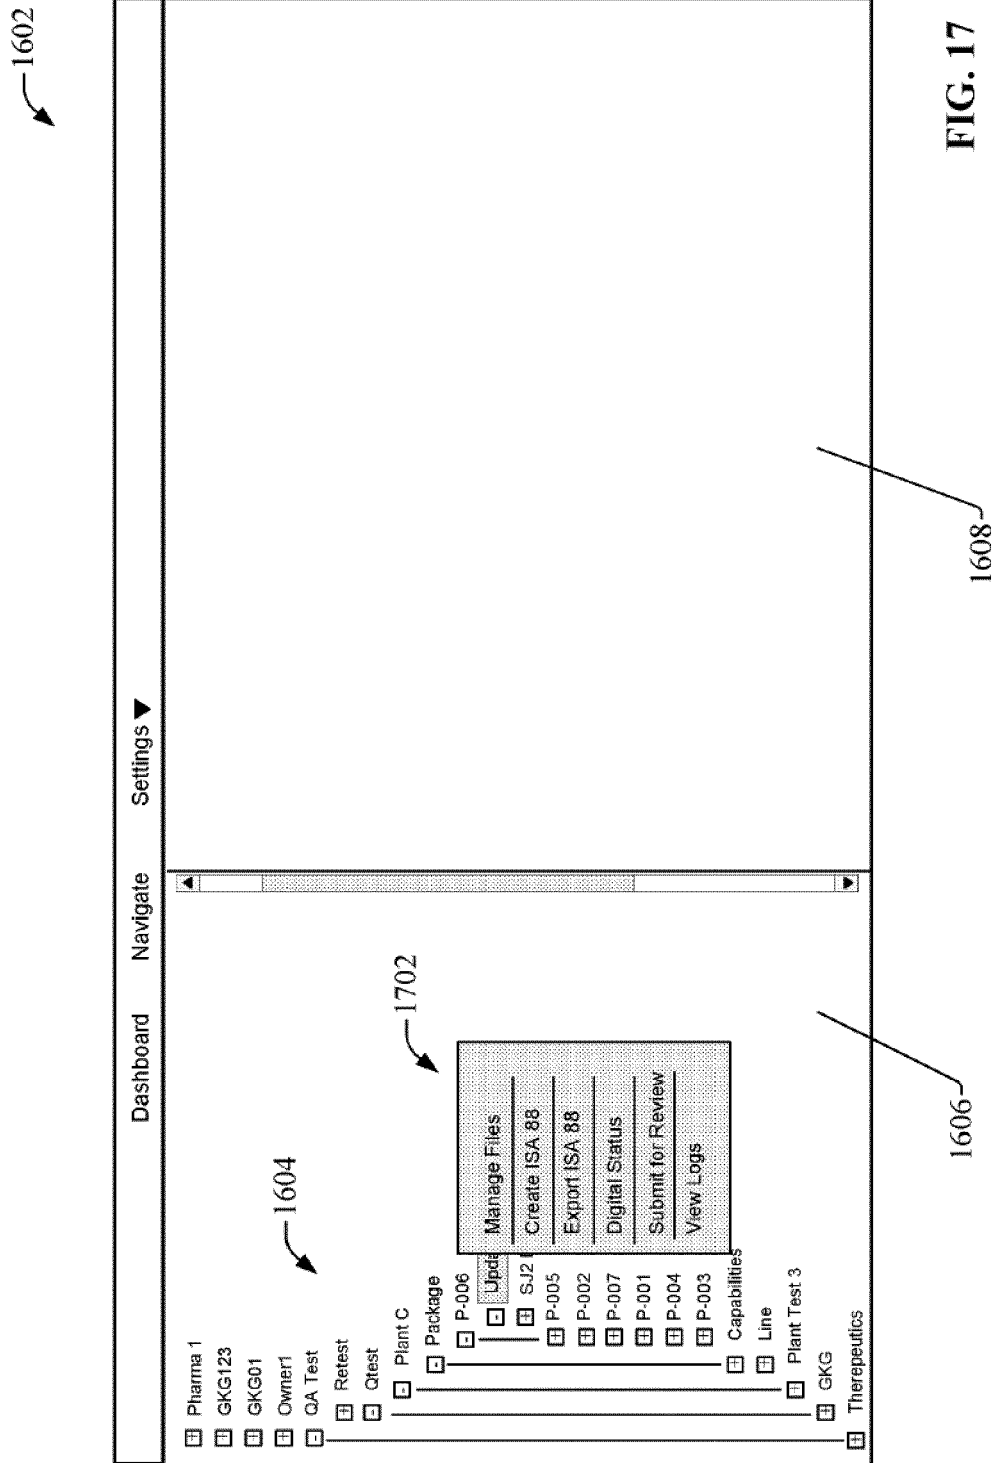 1602
Dashboard Navigate Settings
1604
1702
Pharma 1
GKG123
GKG01
Owner1
QA Test
Retest
Qtest
Plant C
Package
P-006
Upda
SJ2
P-005
P-002
P-007
P-001
P-004
P-003
Capabilities
Line
Plant Test 3
GKG
Therepeutics
Manage Files
Create ISA 88
Export ISA 88
Digital Status
Submit for Review
View Logs
1606
1608
FIG. 17